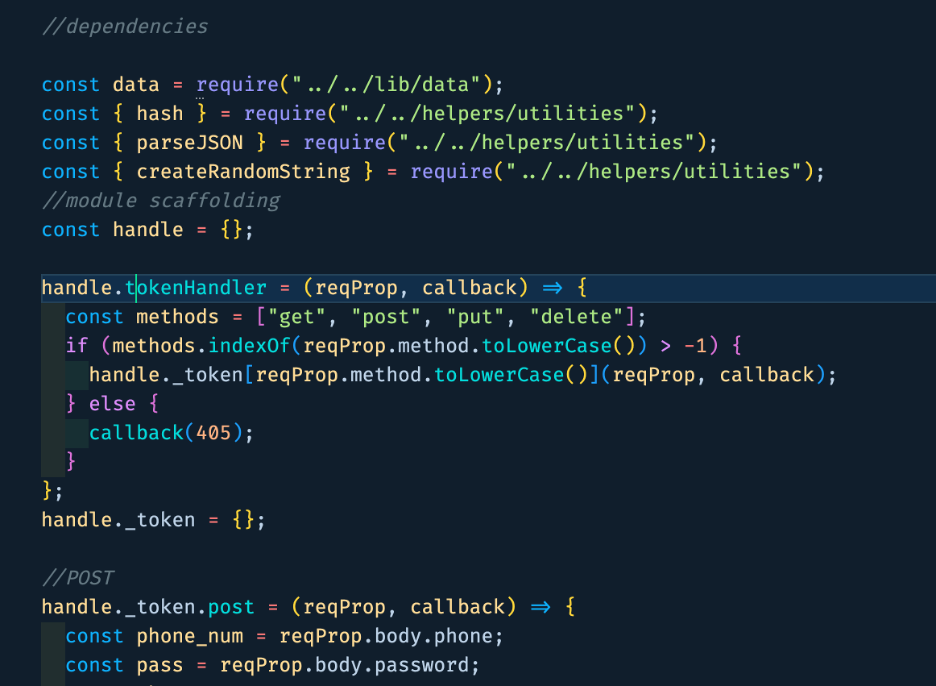 //dependencies
const data = require("../../lib/data");
const { hash } = require("../../helpers/utilities");
const { parseJSON } = require("../../helpers/utilities");
const { createRandomString } = require("../../helpers/utilities");
//module scaffolding
const handle = {};
handle.tokenHandler = (reqProp, callback) => {
const methods = ["get", "post", "put", "delete"];
if (methods.indexOf(reqProp.method.toLowerCase()) > -1) {
handle._token[reqProp.method.toLowerCase()](reqProp, callback);
} else {
callback(405);
}
};
handle._token = {};
//POST
handle._token.post = (reqProp, callback) => {
const phone_num = reqProp.body.phone;
const pass = reqProp.body.password;